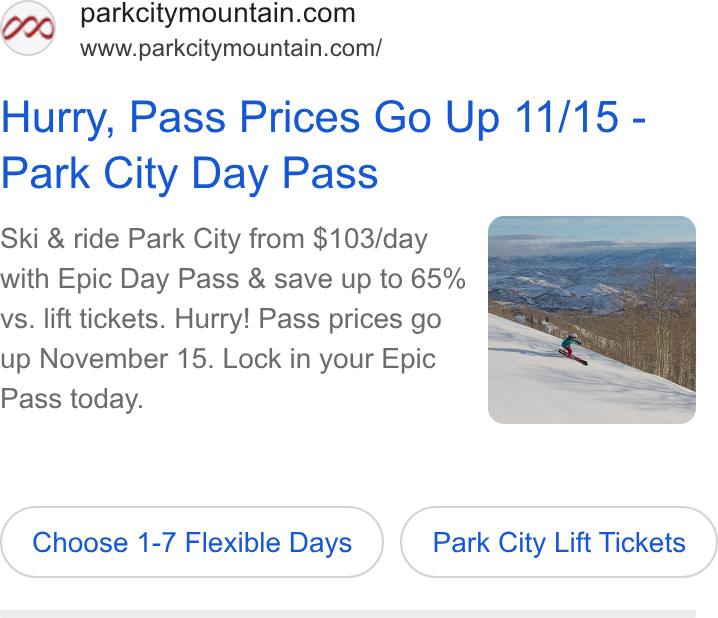 parkcitymountain.com
www.parkcitymountain.com/
Hurry, Pass Prices Go Up 11/15 -
Park City Day Pass
Ski & ride Park City from $103/day
with Epic Day Pass & save up to 65%
vs. lift tickets. Hurry! Pass prices go
up November 15. Lock in your Epic
Pass today.
Choose 1-7 Flexible Days
Park City Lift Tickets